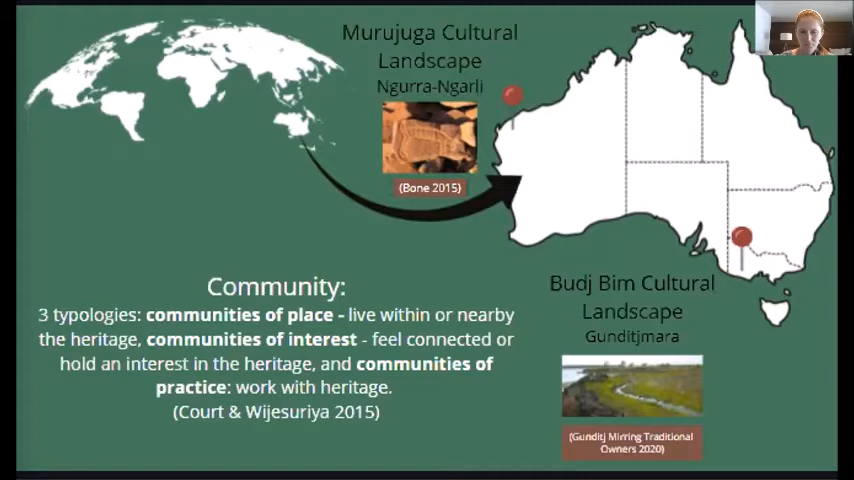 Murujuga Cultural
Landscape
Ngurra-Ngarli
(Bone 2015)
Community:
3 typologies: communities of place - live within or nearby
the heritage, communities of interest - feel connected or
hold an interest in the heritage, and communities of
practice: work with heritage.
(Court & Wijesuriya 2015)
Budj Bim Cultural
Landscape
Gunditjmara
(Gunditj Mirring Traditional
Owners 2020)